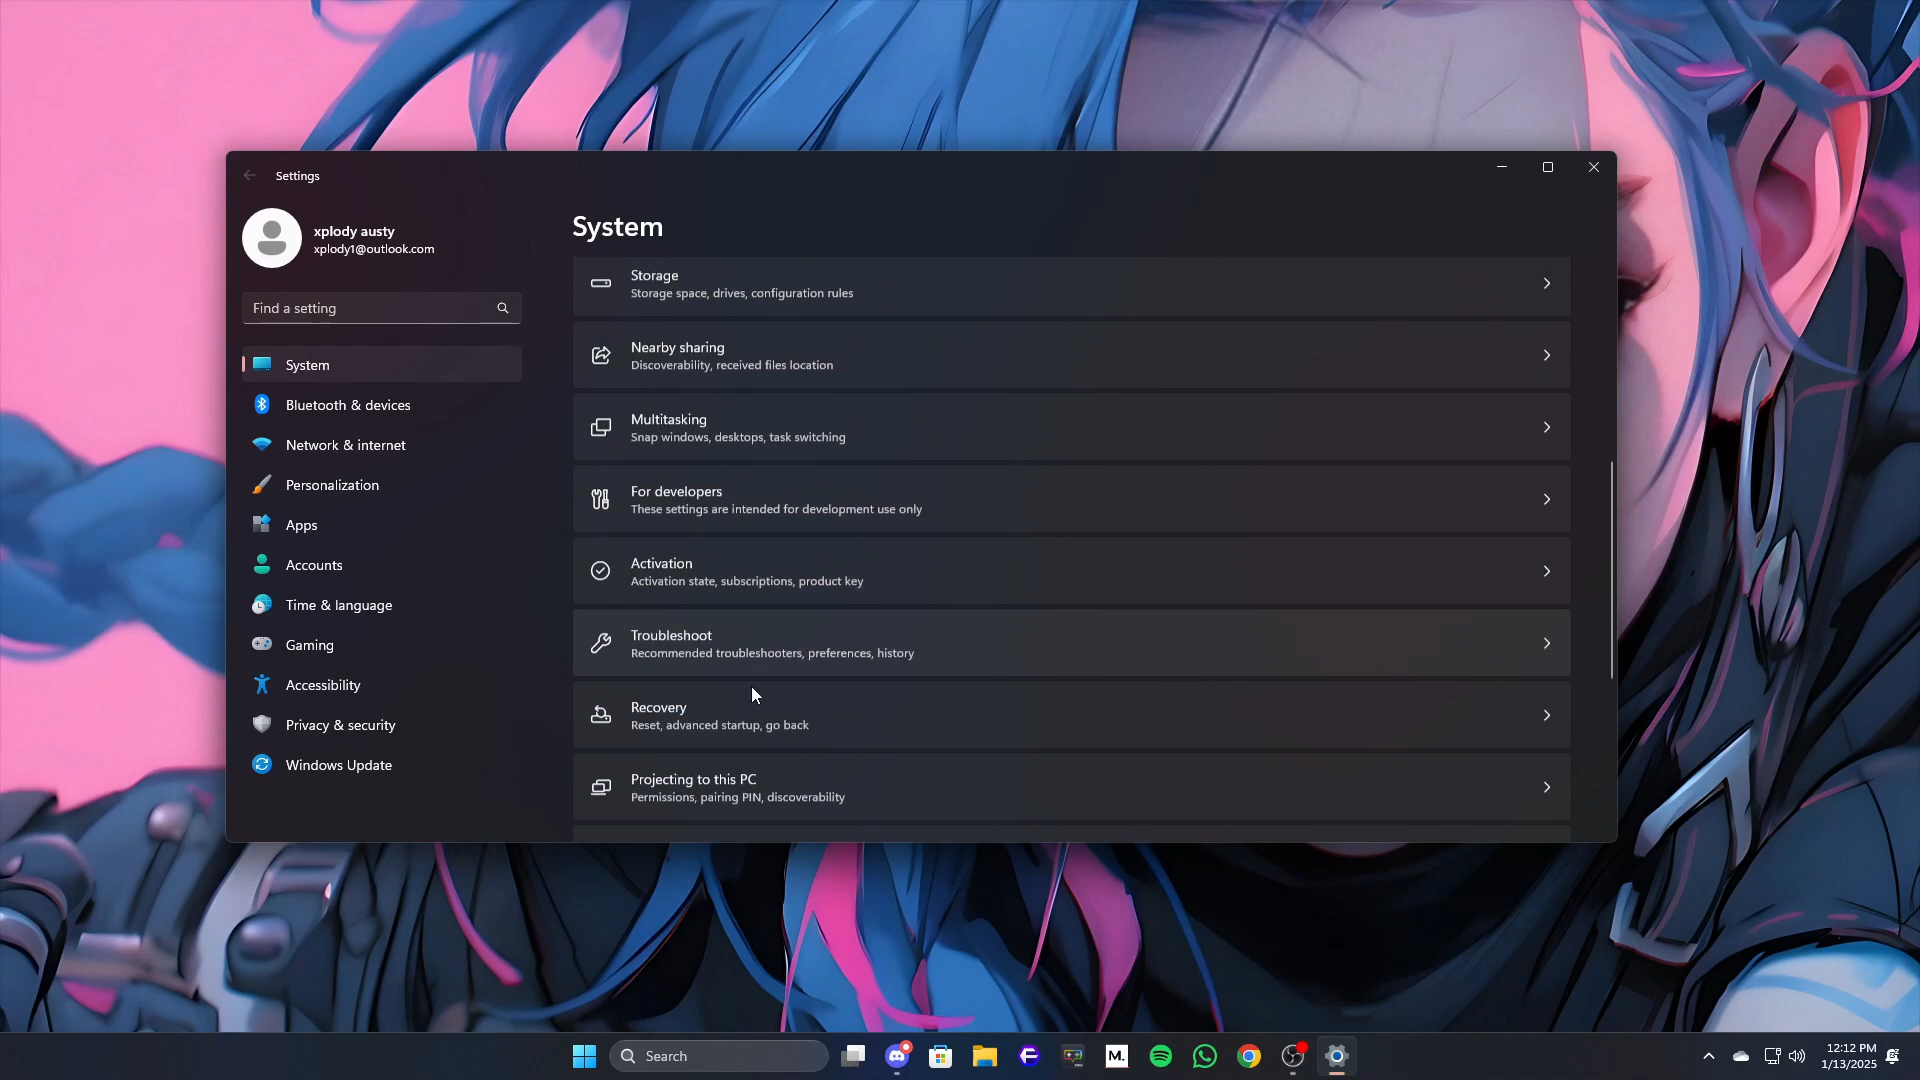 Settings
xplody austy
xplody1@outlook.com
Find a setting
System
Bluetooth & devices
Network & internet
Personalization
Apps
Accounts
Time & language
Gaming
Accessibility
Privacy & security
Windows Update
System
Storage
Storage space, drives, configuration rules
Nearby sharing
Discoverability, received files location
Multitasking
Snap windows, desktops, task switching
For developers
These settings are intended for development use only
Activation
Activation state, subscriptions, product key
Troubleshoot
Recommended troubleshooters, preferences, history
Recovery
Reset, advanced startup, go back
Projecting to this PC
Permissions, pairing PIN, discoverability
Search
M.
12:12 PM
1/13/2025